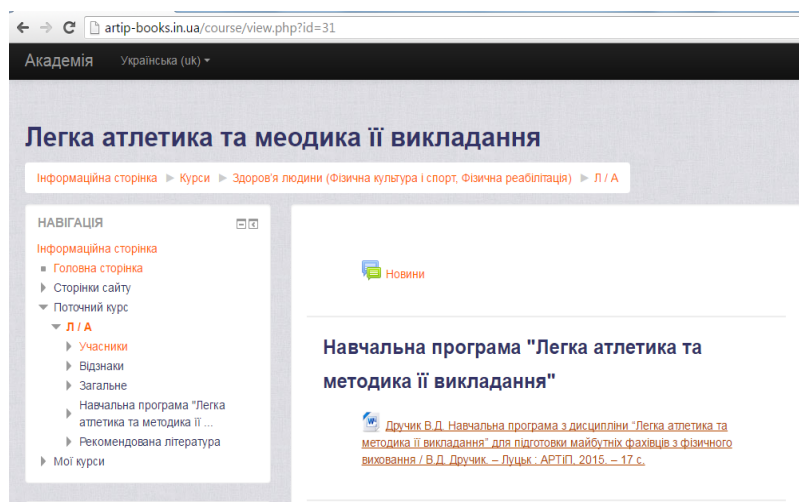 artip-books.in.ua/course/view.php?id=31
Академія Українська (uk)
Легка атлетика та меодика її викладання
Інформаційна сторінка ▶ Курси ▶ Здоров'я людини (Фізична культура і спорт, Фізична реабілітація) ▶ Л / А
НАВІГАЦІЯ
Інформаційна сторінка
Головна сторінка
Сторінки сайту
Поточний курс
Л / А
Учасники
Відзнаки
Загальне
Навчальна програма "Легка
атлетика та методика її ...
Рекомендована література
Мої курси
Новини
Навчальна програма "Легка атлетика та
методика її викладання"
Дручик В.Д. Навчальна програма з дисципліни “Легка атлетика та
методика її викладання” для підготовки майбутніх фахівців з фізичного
виховання / В.Д. Дручик. – Луцьк : АРТіП, 2015. – 17 с.